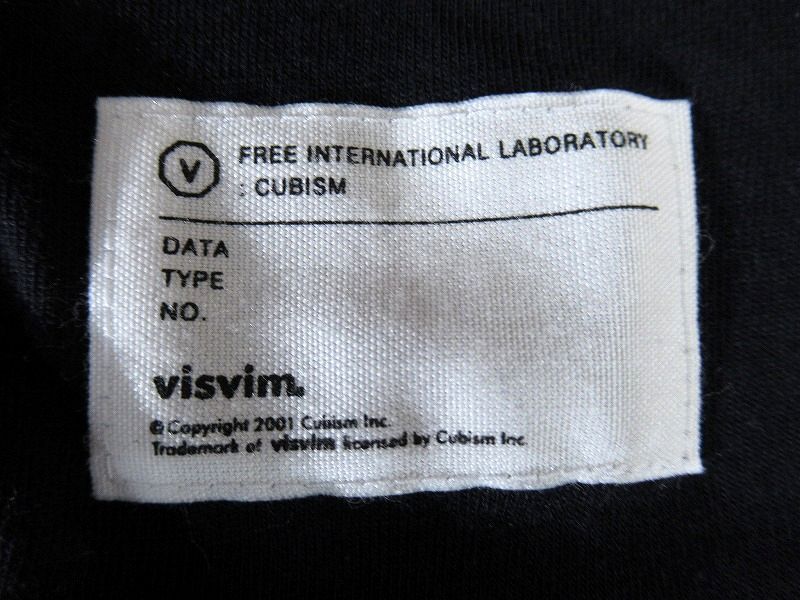 V
FREE INTERNATIONAL LABORATORY
: CUBISM
DATA
TYPE
NO.
visvim.
© Copyright 2001 Cubism Inc.
Trademark of visvim licensed by Cubism Inc